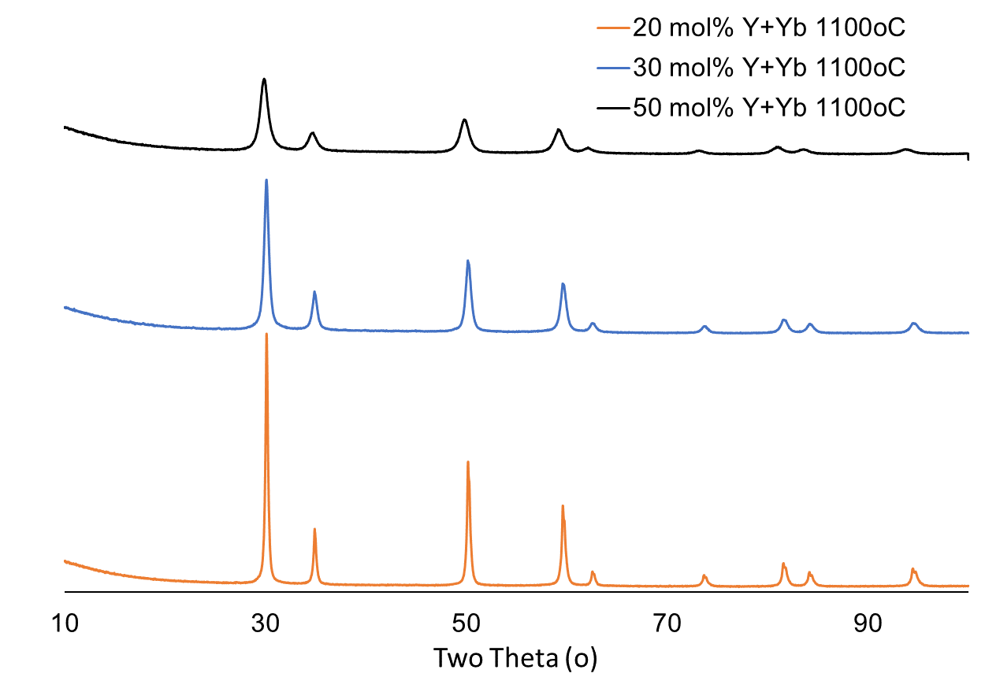 20 mol% Y+Yb 1100oC
30 mol% Y+Yb 1100oC
50 mol% Y+Yb 1100oC
10 30 50 70 90
Two Theta (o)